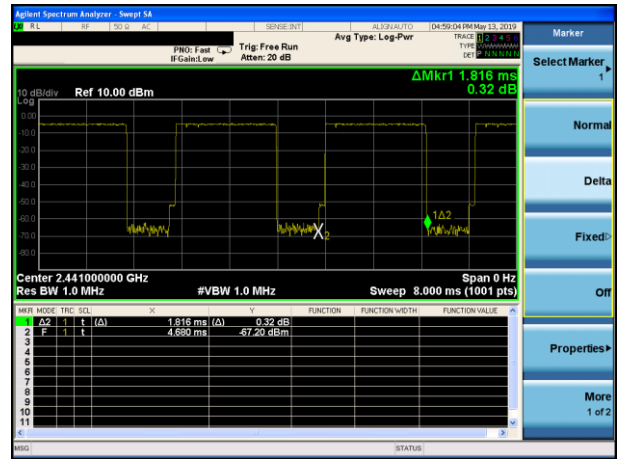 Agilent Spectrum Analyzer - Swept SA
RL RF 50 Ω AC SENSE:INT ALIGNAUTO 04:59:04 PM May 13, 2019
PNO: Fast Trig: Free Run Avg Type: Log-Pwr TRACE 1 2 3 4 5 6
IFGain:Low Atten: 20 dB TYPE
DET P N N N N N
ΔMkr1 1.816 ms
0.32 dB
10 dB/div Ref 10.00 dBm
Log
0.00
-10.0
-20.0
-30.0
-40.0
-50.0
-60.0
-70.0
-80.0
1Δ2
X2
Center 2.441000000 GHz Span 0 Hz
Res BW 1.0 MHz #VBW 1.0 MHz Sweep 8.000 ms (1001 pts)
MKR MODE TRC SCL X Y FUNCTION FUNCTION WIDTH FUNCTION VALUE
1 Δ2 1 t (Δ) 1.816 ms (Δ) 0.32 dB
2 F 1 t 4.680 ms -67.20 dBm
3
4
5
6
7
8
9
10
11
MSG STATUS
Marker
Select Marker
1
Normal
Delta
Fixed
Off
Properties
More
1 of 2